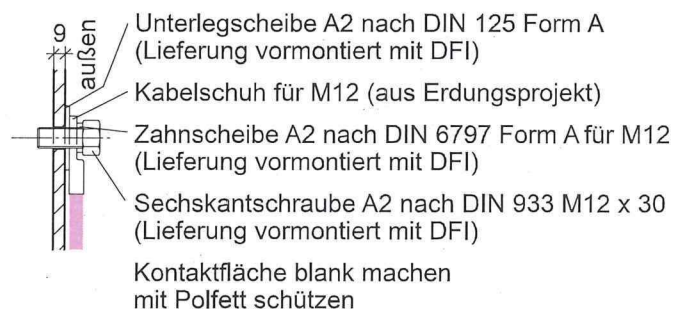 9
außen
Unterlegscheibe A2 nach DIN 125 Form A
(Lieferung vormontiert mit DFI)
Kabelschuh für M12 (aus Erdungsprojekt)
Zahnscheibe A2 nach DIN 6797 Form A für M12
(Lieferung vormontiert mit DFI)
Sechskantschraube A2 nach DIN 933 M12 x 30
(Lieferung vormontiert mit DFI)
Kontaktfläche blank machen
mit Polfett schützen